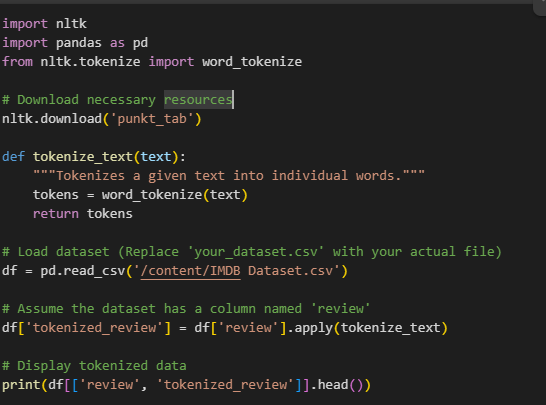 import nltk
import pandas as pd
from nltk.tokenize import word_tokenize
# Download necessary resources
nltk.download('punkt_tab')
def tokenize_text(text):
    """Tokenizes a given text into individual words."""
    tokens = word_tokenize(text)
    return tokens
# Load dataset (Replace 'your_dataset.csv' with your actual file)
df = pd.read_csv('/content/IMDB Dataset.csv')
# Assume the dataset has a column named 'review'
df['tokenized_review'] = df['review'].apply(tokenize_text)
# Display tokenized data
print(df[['review', 'tokenized_review']].head())